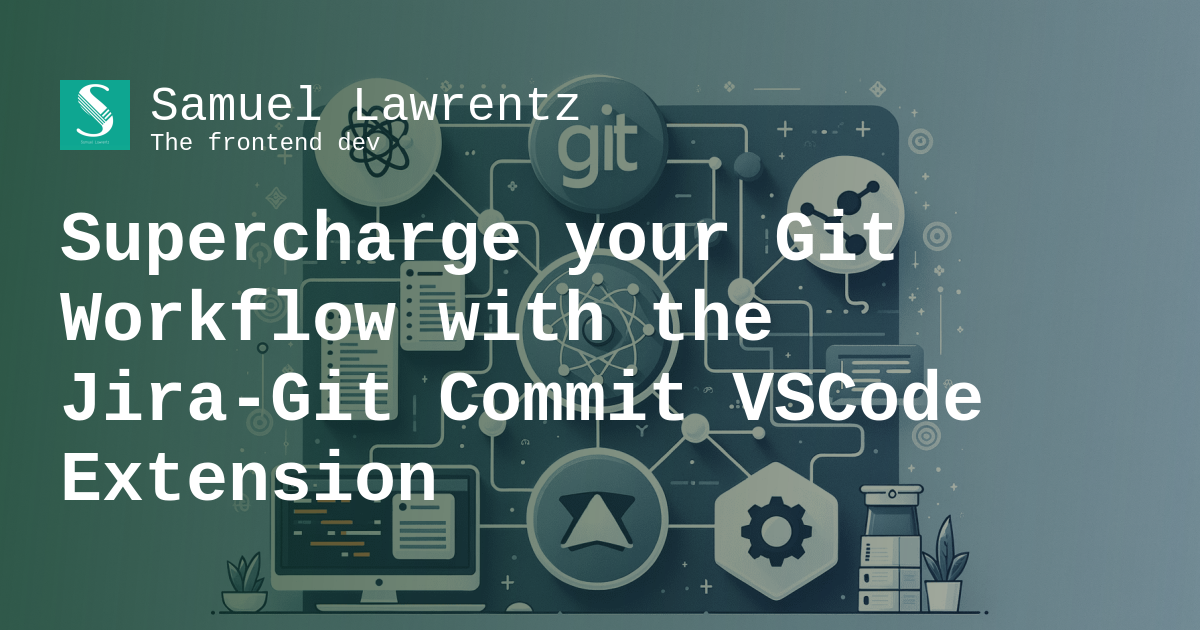 Samuel Lawrentz
The frontend dev
git
Supercharge your Git
Workflow with the
Jira-Git Commit VSCode
Extension